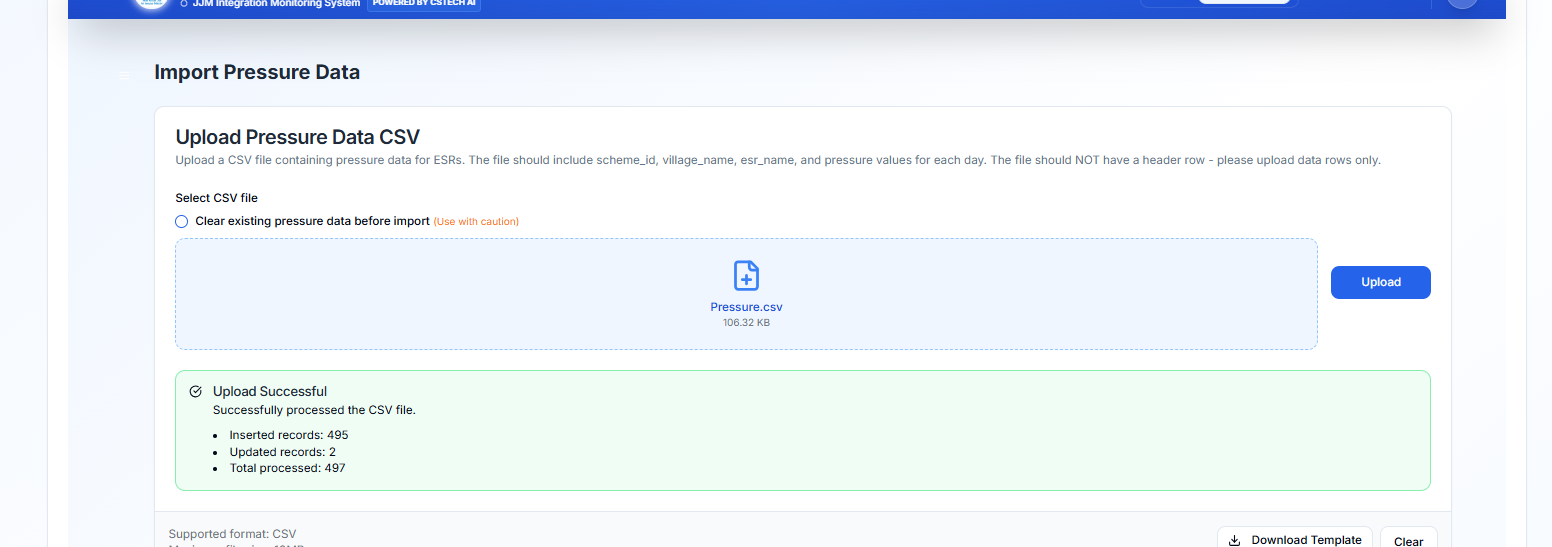 JJM Integration Monitoring System POWERED BY CSTECH AI
Import Pressure Data
Upload Pressure Data CSV
Upload a CSV file containing pressure data for ESRs. The file should include scheme_id, village_name, esr_name, and pressure values for each day. The file should NOT have a header row - please upload data rows only.
Select CSV file
Clear existing pressure data before import (Use with caution)
Pressure.csv
106.32 KB
Upload
Upload Successful
Successfully processed the CSV file.
Inserted records: 495
Updated records: 2
Total processed: 497
Supported format: CSV
Download Template
Clear